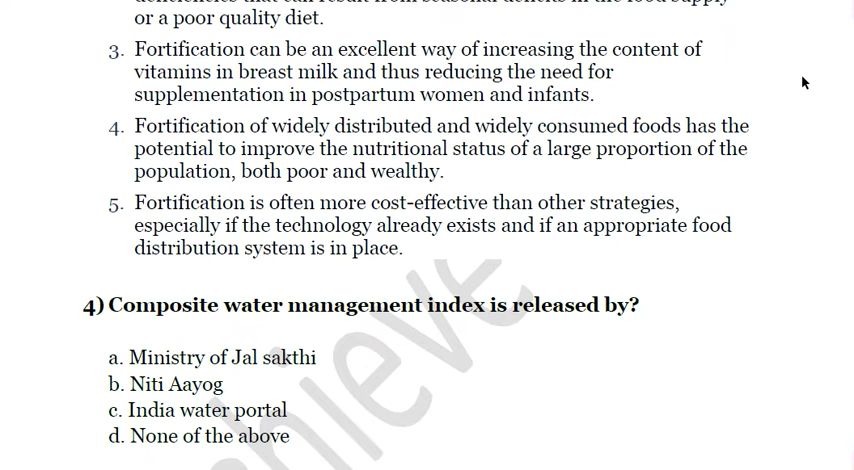 or a poor quality diet.
3. Fortification can be an excellent way of increasing the content of
vitamins in breast milk and thus reducing the need for
supplementation in postpartum women and infants.
4. Fortification of widely distributed and widely consumed foods has the
potential to improve the nutritional status of a large proportion of the
population, both poor and wealthy.
5. Fortification is often more cost-effective than other strategies,
especially if the technology already exists and if an appropriate food
distribution system is in place.
4) Composite water management index is released by?
a. Ministry of Jal sakthi
b. Niti Aayog
c. India water portal
d. None of the above